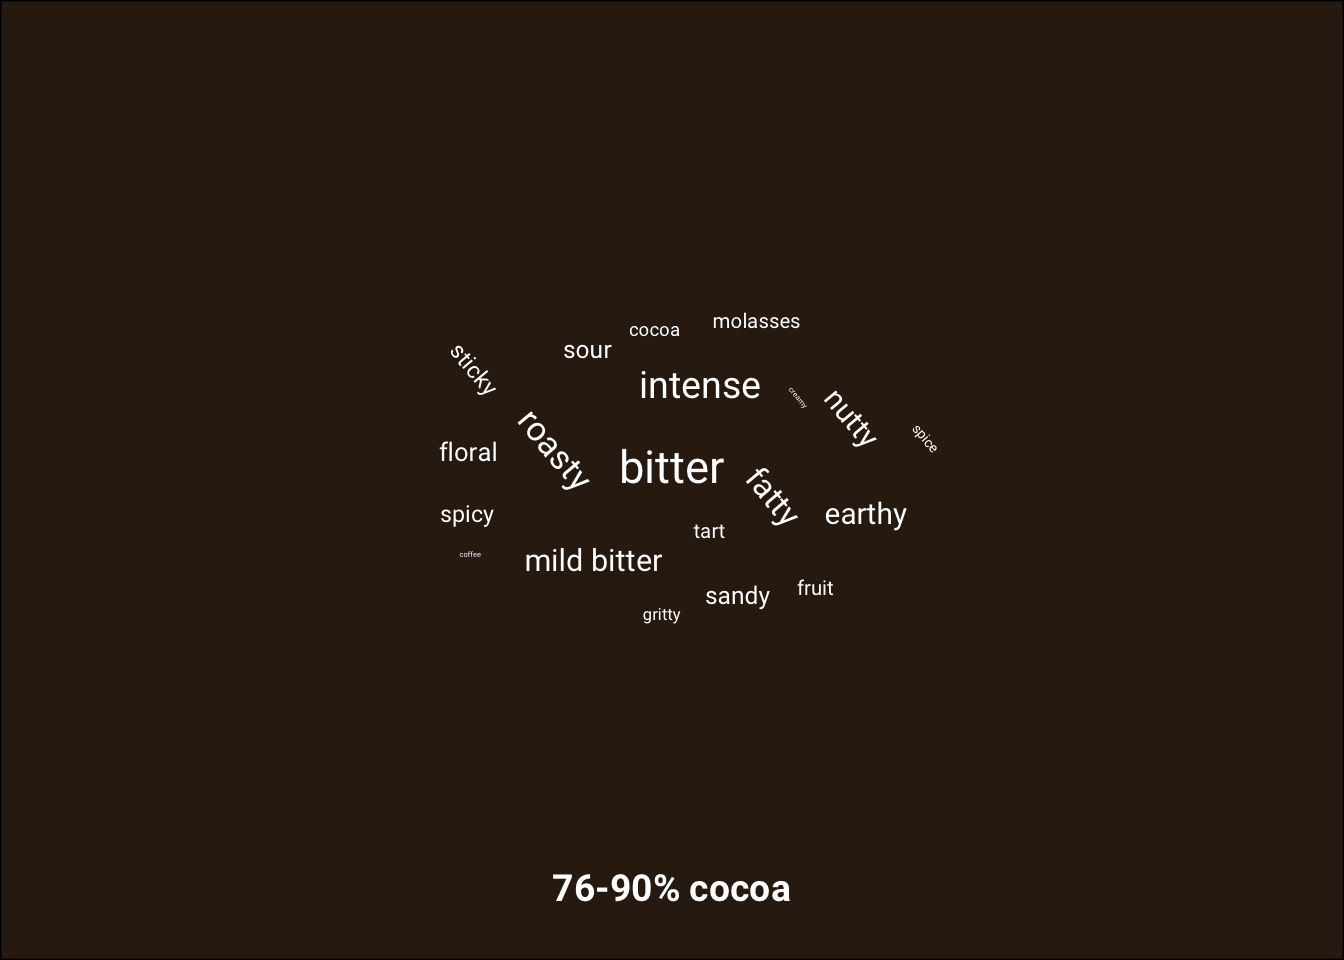 molasses
cocoa
sour
sticky
intense
creamy
nutty
spice
roasty
floral
bitter
fatty
spicy
earthy
tart
coffee
mild bitter
sandy
fruit
gritty
76-90% cocoa